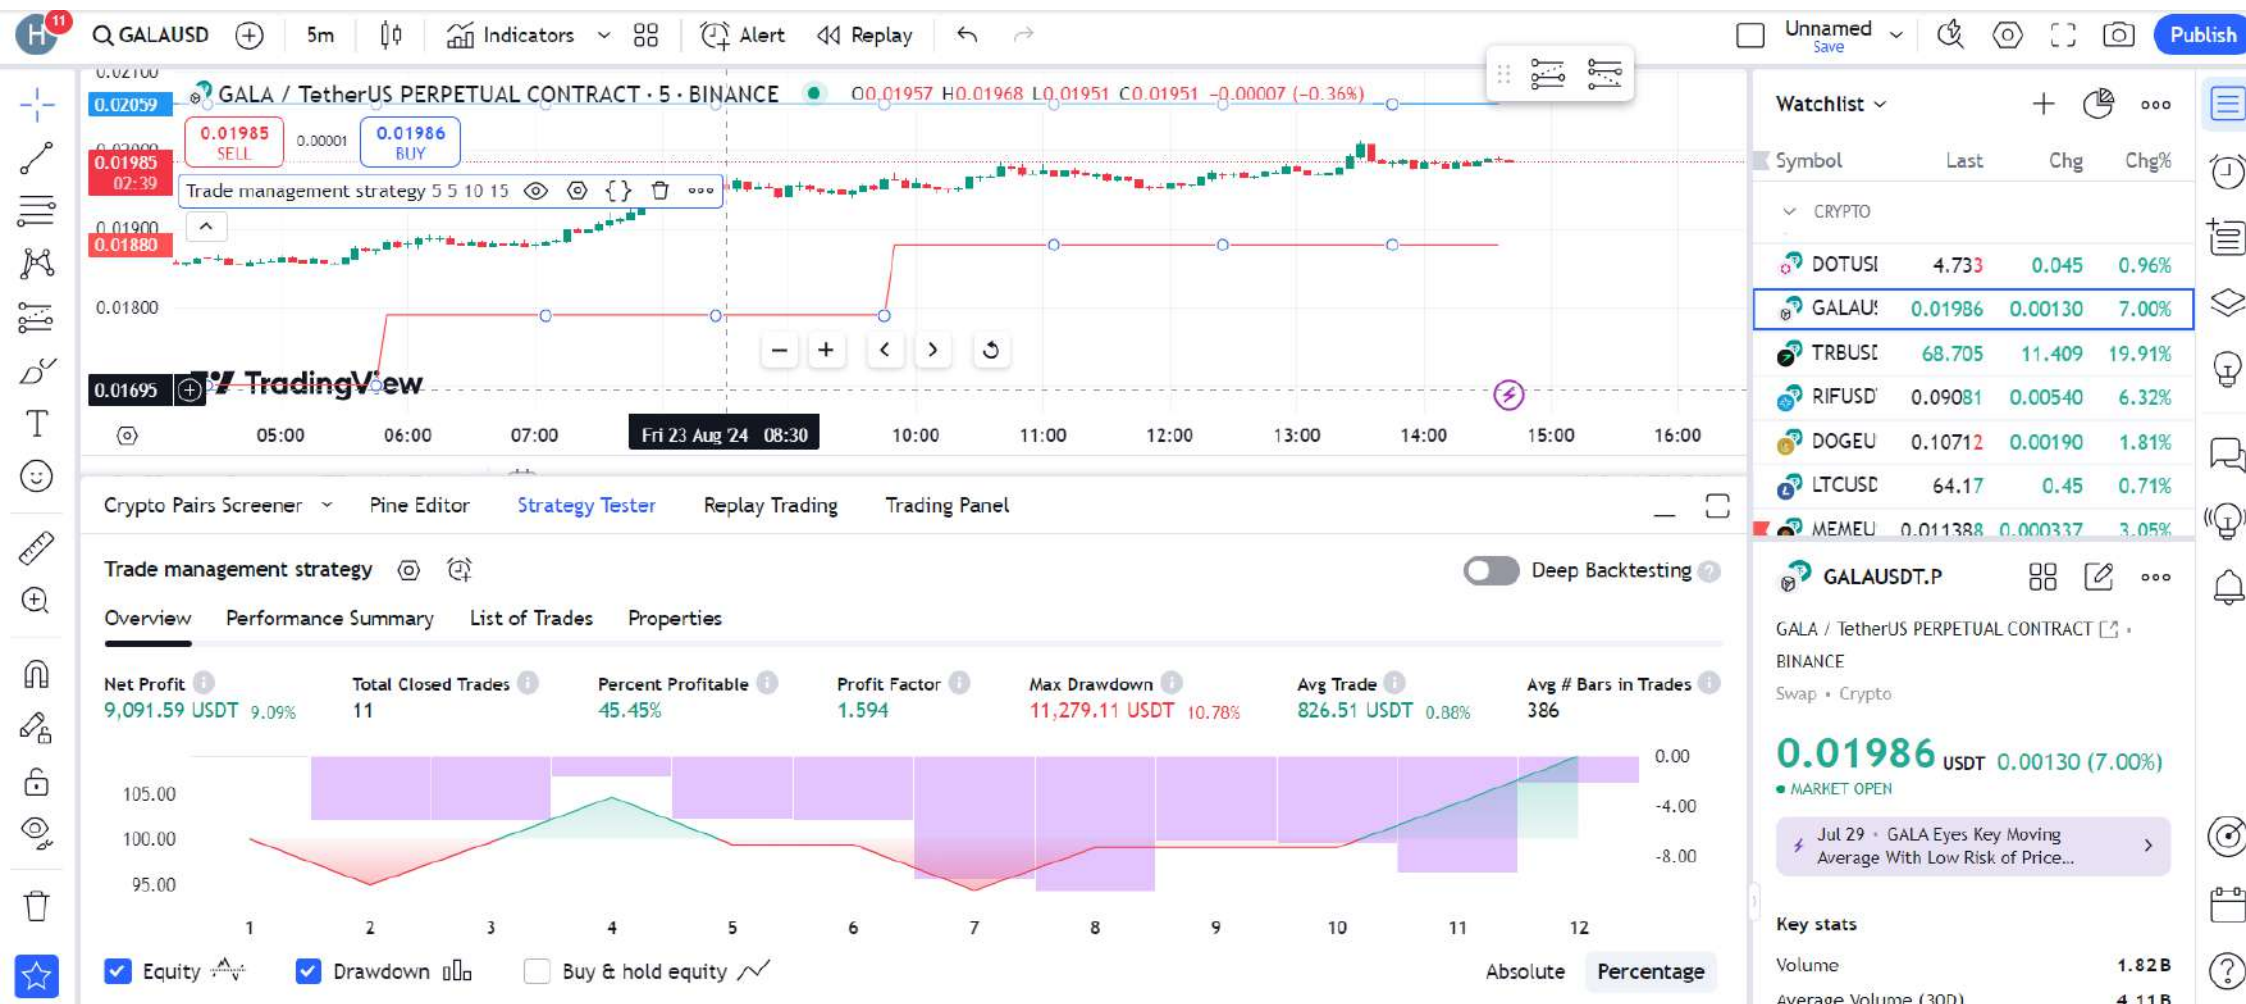 H 11 GALAUSD 5m Indicators Alert Replay Unnamed Save Publish
0.02100
0.02059
GALA / TetherUS PERPETUAL CONTRACT · 5 · BINANCE O0.01957 H0.01968 L0.01951 C0.01951 −0.00007 (−0.36%)
0.01985 SELL 0.00001 0.01986 BUY
0.02000
0.01985
02:39
Trade management strategy 5 5 10 15
0.01900
0.01880
0.01800
0.01695
TradingView
05:00 06:00 07:00 Fri 23 Aug '24 08:30 10:00 11:00 12:00 13:00 14:00 15:00 16:00
Crypto Pairs Screener Pine Editor Strategy Tester Replay Trading Trading Panel
Trade management strategy Deep Backtesting
Overview Performance Summary List of Trades Properties
Net Profit Total Closed Trades Percent Profitable Profit Factor Max Drawdown Avg Trade Avg # Bars in Trades
9,091.59 USDT 9.09% 11 45.45% 1.594 11,279.11 USDT 10.78% 826.51 USDT 0.88% 386
0.00
105.00
-4.00
100.00
-8.00
95.00
1 2 3 4 5 6 7 8 9 10 11 12
Equity Drawdown Buy & hold equity Absolute Percentage
Watchlist
Symbol Last Chg Chg%
CRYPTO
DOTUSI 4.733 0.045 0.96%
GALAU 0.01986 0.00130 7.00%
TRBUSI 68.705 11.409 19.91%
RIFUSD 0.09081 0.00540 6.32%
DOGEU 0.10712 0.00190 1.81%
LTCUSD 64.17 0.45 0.71%
MEMEU 0.011388 0.000337 3.05%
GALAUSDT.P
GALA / TetherUS PERPETUAL CONTRACT
BINANCE
Swap • Crypto
0.01986 USDT 0.00130 (7.00%)
MARKET OPEN
Jul 29 • GALA Eyes Key Moving
Average With Low Risk of Price...
Key stats
Volume 1.82B
Average Volume (30D) 4.11B